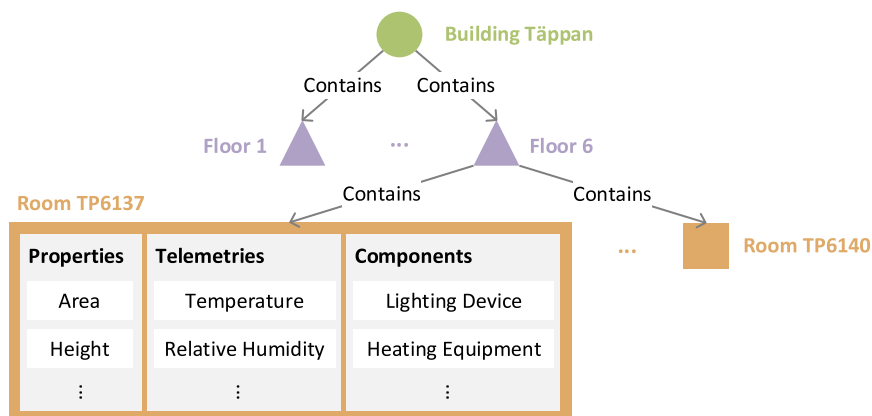 Building Täppan
Contains
Contains
Floor 1
...
Floor 6
Contains
Contains
Room TP6137
...
Room TP6140
Properties
Telemetries
Components
Area
Temperature
Lighting Device
Height
Relative Humidity
Heating Equipment
⋮
⋮
⋮